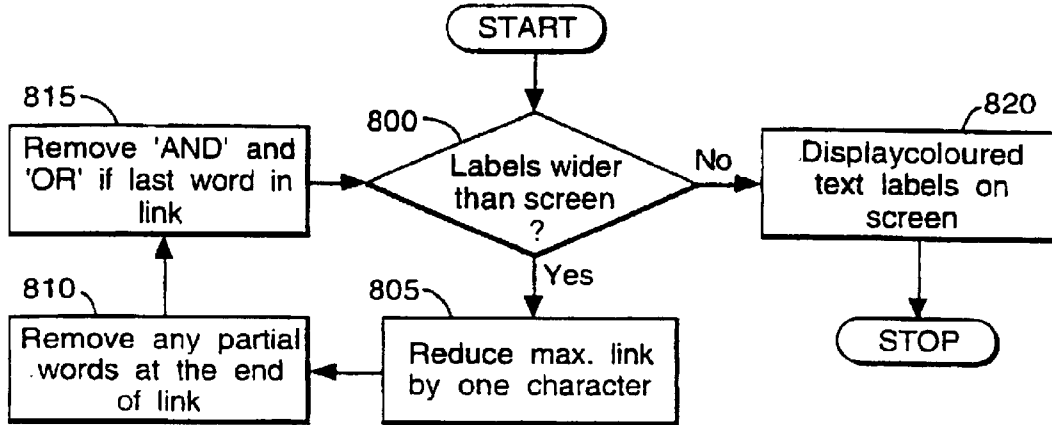 START
815
Remove 'AND' and
'OR' if last word in
link
800
Labels wider
than screen
?
No
820
Displaycoloured
text labels on
screen
Yes
810
Remove any partial
words at the end
of link
805
Reduce max. link
by one character
STOP